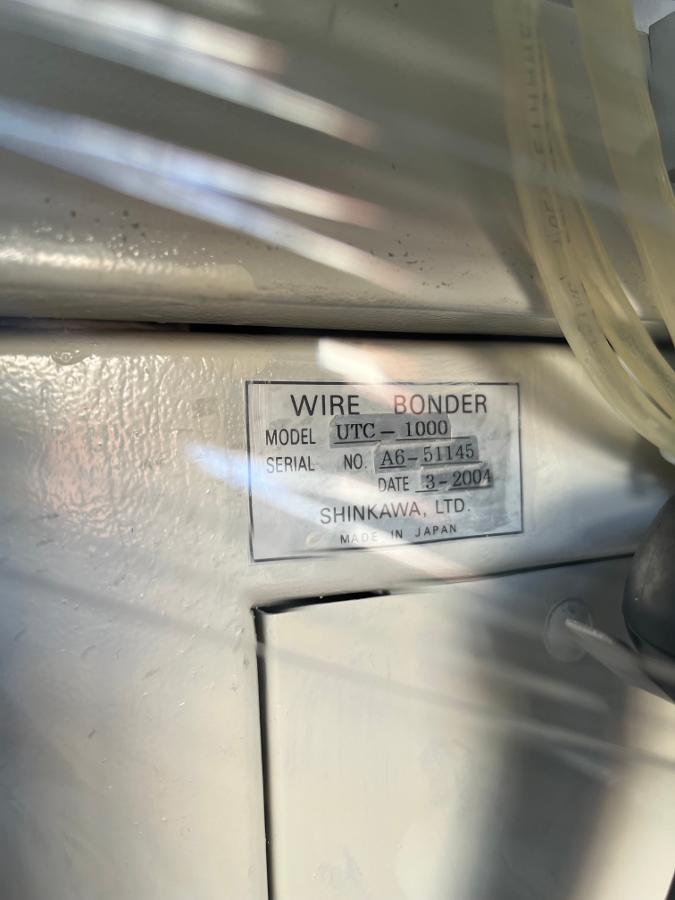 WIRE BONDER
MODEL UTC-1000
SERIAL NO. A6-51145
DATE 3-2004
SHINKAWA, LTD.
MADE IN JAPAN